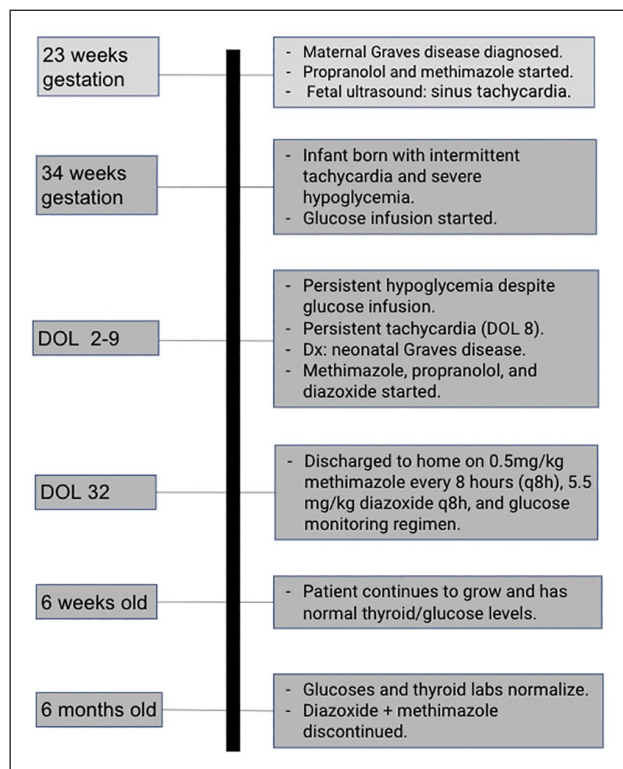 23 weeks
gestation
- Maternal Graves disease diagnosed.
- Propranolol and methimazole started.
- Fetal ultrasound: sinus tachycardia.
34 weeks
gestation
- Infant born with intermittent
tachycardia and severe
hypoglycemia.
- Glucose infusion started.
DOL 2-9
- Persistent hypoglycemia despite
glucose infusion.
- Persistent tachycardia (DOL 8).
- Dx: neonatal Graves disease.
- Methimazole, propranolol, and
diazoxide started.
DOL 32
- Discharged to home on 0.5mg/kg
methimazole every 8 hours (q8h), 5.5
mg/kg diazoxide q8h, and glucose
monitoring regimen.
6 weeks old
- Patient continues to grow and has
normal thyroid/glucose levels.
6 months old
- Glucoses and thyroid labs normalize.
- Diazoxide + methimazole
discontinued.